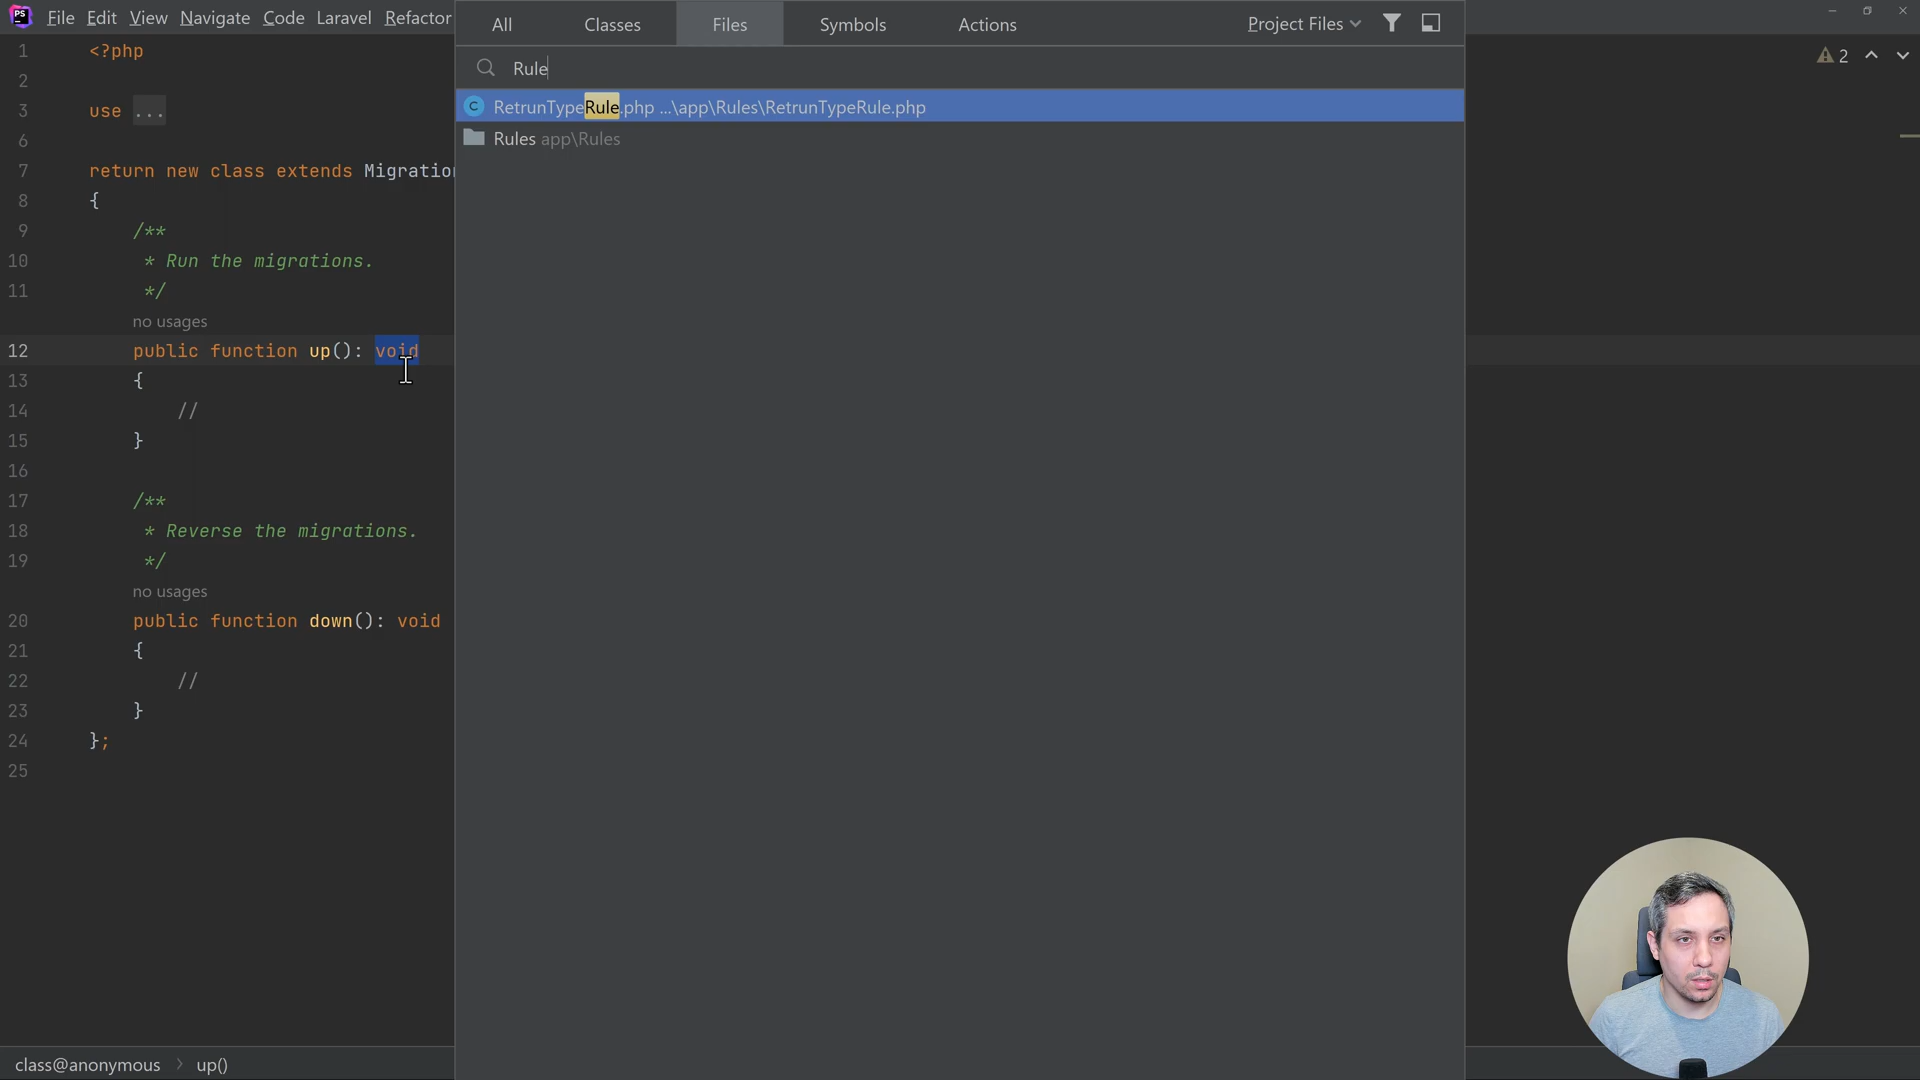 PS File Edit View Navigate Code Laravel Refactor
All Classes Files Symbols Actions Project Files
Rule
RetrunTypeRule.php ...\app\Rules\RetrunTypeRule.php
Rules app\Rules
2
1 <?php
2
3 use ...
6
7 return new class extends Migration
8 {
9 /**
10 * Run the migrations.
11 */
no usages
12 public function up(): void
13 {
14 //
15 }
16
17 /**
18 * Reverse the migrations.
19 */
no usages
20 public function down(): void
21 {
22 //
23 }
24 };
25
class@anonymous > up()